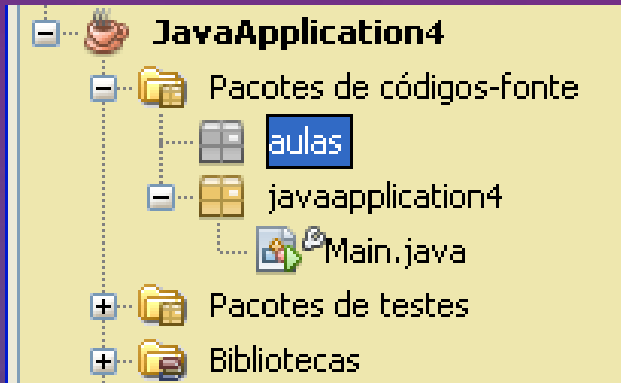 JavaApplication4
Pacotes de códigos-fonte
aulas
javaapplication4
Main.java
Pacotes de testes
Bibliotecas